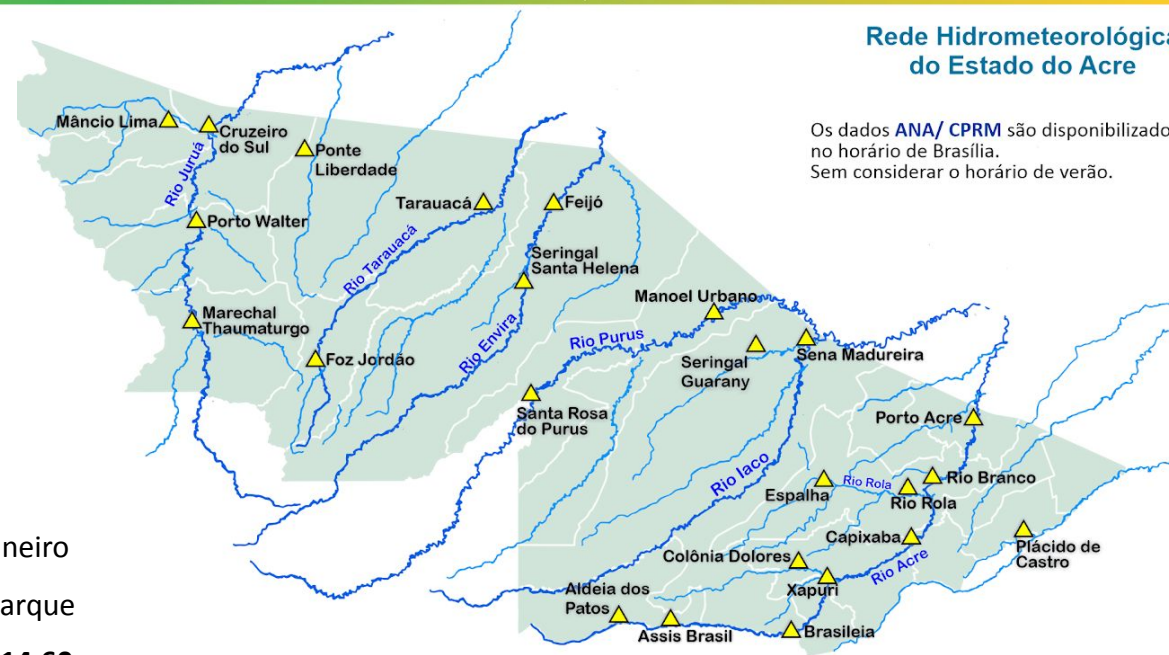 Rede Hidrometeorológica
do Estado do Acre
Os dados ANA/ CPRM são disponibilizado
no horário de Brasília.
Sem considerar o horário de verão.
Mâncio Lima
Cruzeiro
do Sul
Ponte
Liberdade
Rio Juruá
Porto Walter
Tarauacá
Feijó
Rio Tarauacá
Seringal
Santa Helena
Marechal
Thaumaturgo
Foz Jordão
Rio Envira
Manoel Urbano
Rio Purus
Seringal
Guarany
Sena Madureira
Santa Rosa
do Purus
Porto Acre
Rio Iaco
Espalha
Rio Rola
Rio Rola
Rio Branco
Capixaba
Plácido de
Castro
Colônia Dolores
Rio Acre
Xapuri
Aldeia dos
Patos
Assis Brasil
Brasileia
neiro
arque
14,60